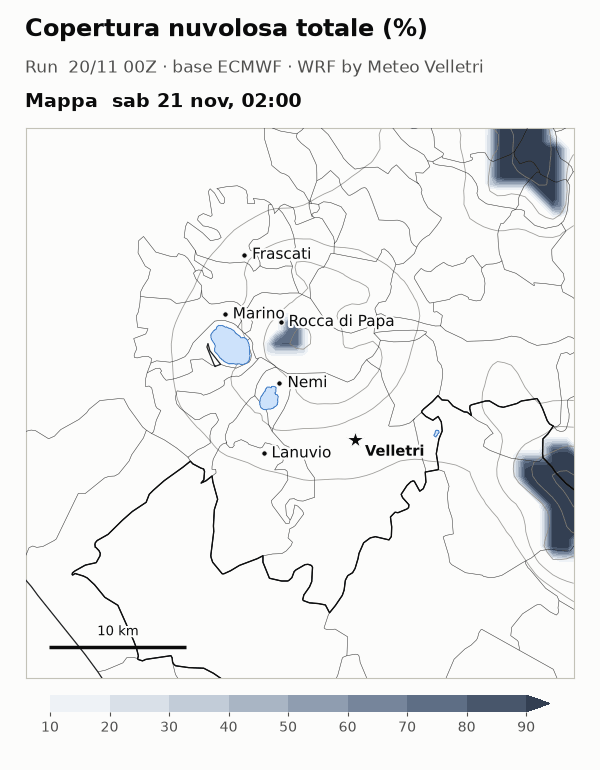 Copertura nuvolosa totale (%)
Run  20/11 00Z · base ECMWF · WRF by Meteo Velletri
Mappa  sab 21 nov, 02:00
Frascati
Marino
Rocca di Papa
Nemi
Velletri
Lanuvio
10 km
10 20 30 40 50 60 70 80 90